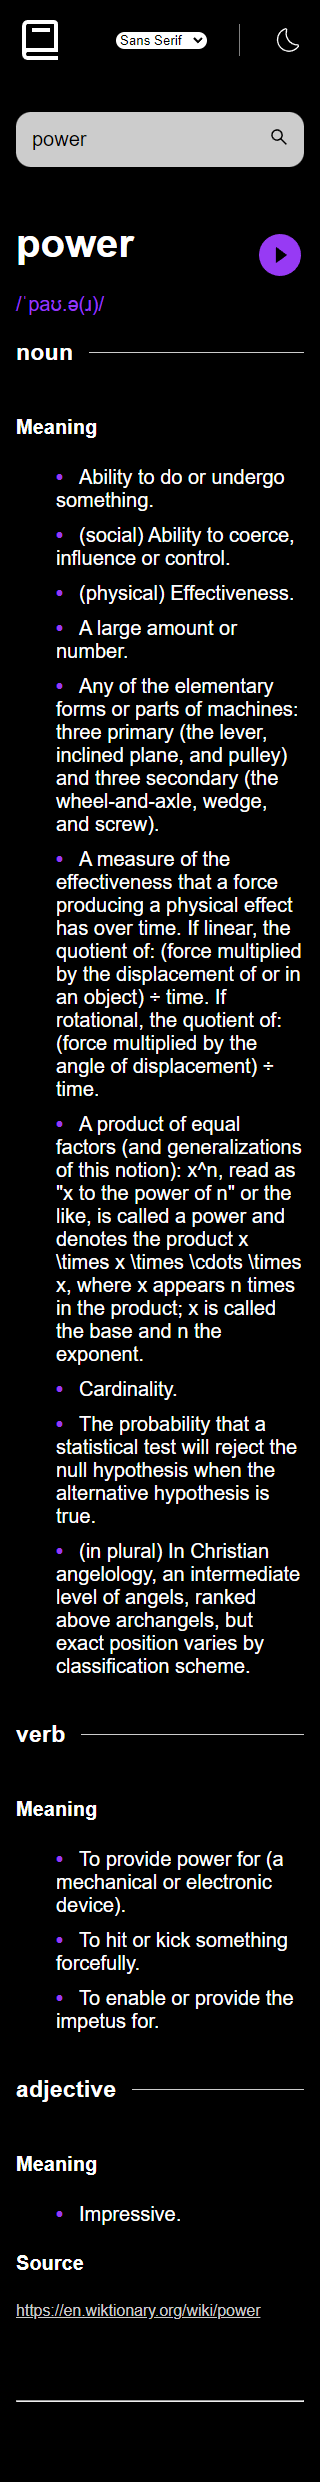 Sans Serif
power
power
/ˈpaʊ.ə(ɹ)/
noun
Meaning
• Ability to do or undergo
something.
• (social) Ability to coerce,
influence or control.
• (physical) Effectiveness.
• A large amount or
number.
• Any of the elementary
forms or parts of machines:
three primary (the lever,
inclined plane, and pulley)
and three secondary (the
wheel-and-axle, wedge,
and screw).
• A measure of the
effectiveness that a force
producing a physical effect
has over time. If linear, the
quotient of: (force multiplied
by the displacement of or in
an object) ÷ time. If
rotational, the quotient of:
(force multiplied by the
angle of displacement) ÷
time.
• A product of equal
factors (and generalizations
of this notion): x^n, read as
"x to the power of n" or the
like, is called a power and
denotes the product x
\times x \times \cdots \times
x, where x appears n times
in the product; x is called
the base and n the
exponent.
• Cardinality.
• The probability that a
statistical test will reject the
null hypothesis when the
alternative hypothesis is
true.
• (in plural) In Christian
angelology, an intermediate
level of angels, ranked
above archangels, but
exact position varies by
classification scheme.
verb
Meaning
• To provide power for (a
mechanical or electronic
device).
• To hit or kick something
forcefully.
• To enable or provide the
impetus for.
adjective
Meaning
• Impressive.
Source
https://en.wiktionary.org/wiki/power